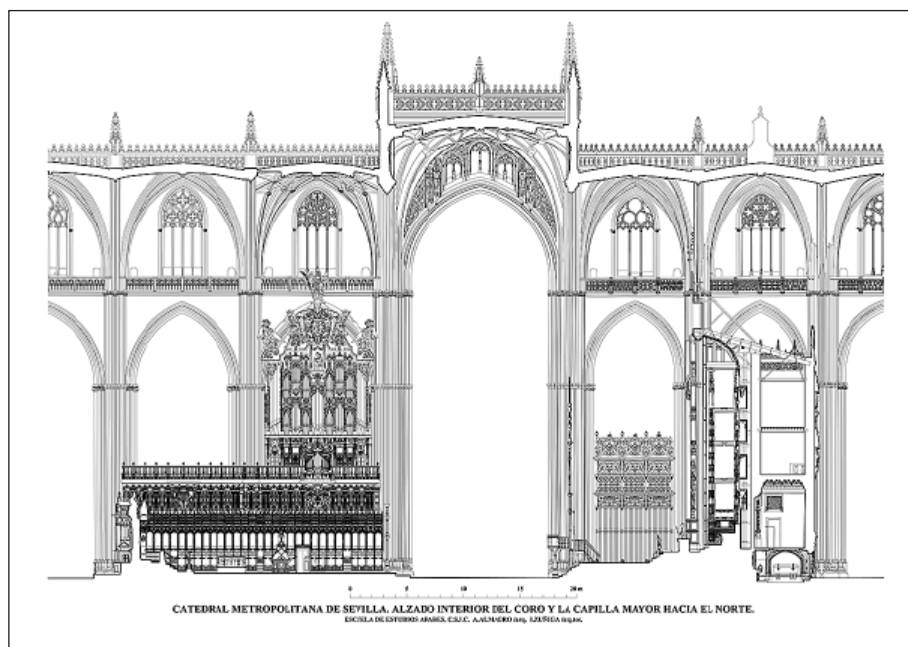 0 5 10 15 20 m
CATEDRAL METROPOLITANA DE SEVILLA. ALZADO INTERIOR DEL CORO Y LA CAPILLA MAYOR HACIA EL NORTE.
ESCUELA DE ESTUDIOS ARABES, C.S.I.C. A.ALMAGRO